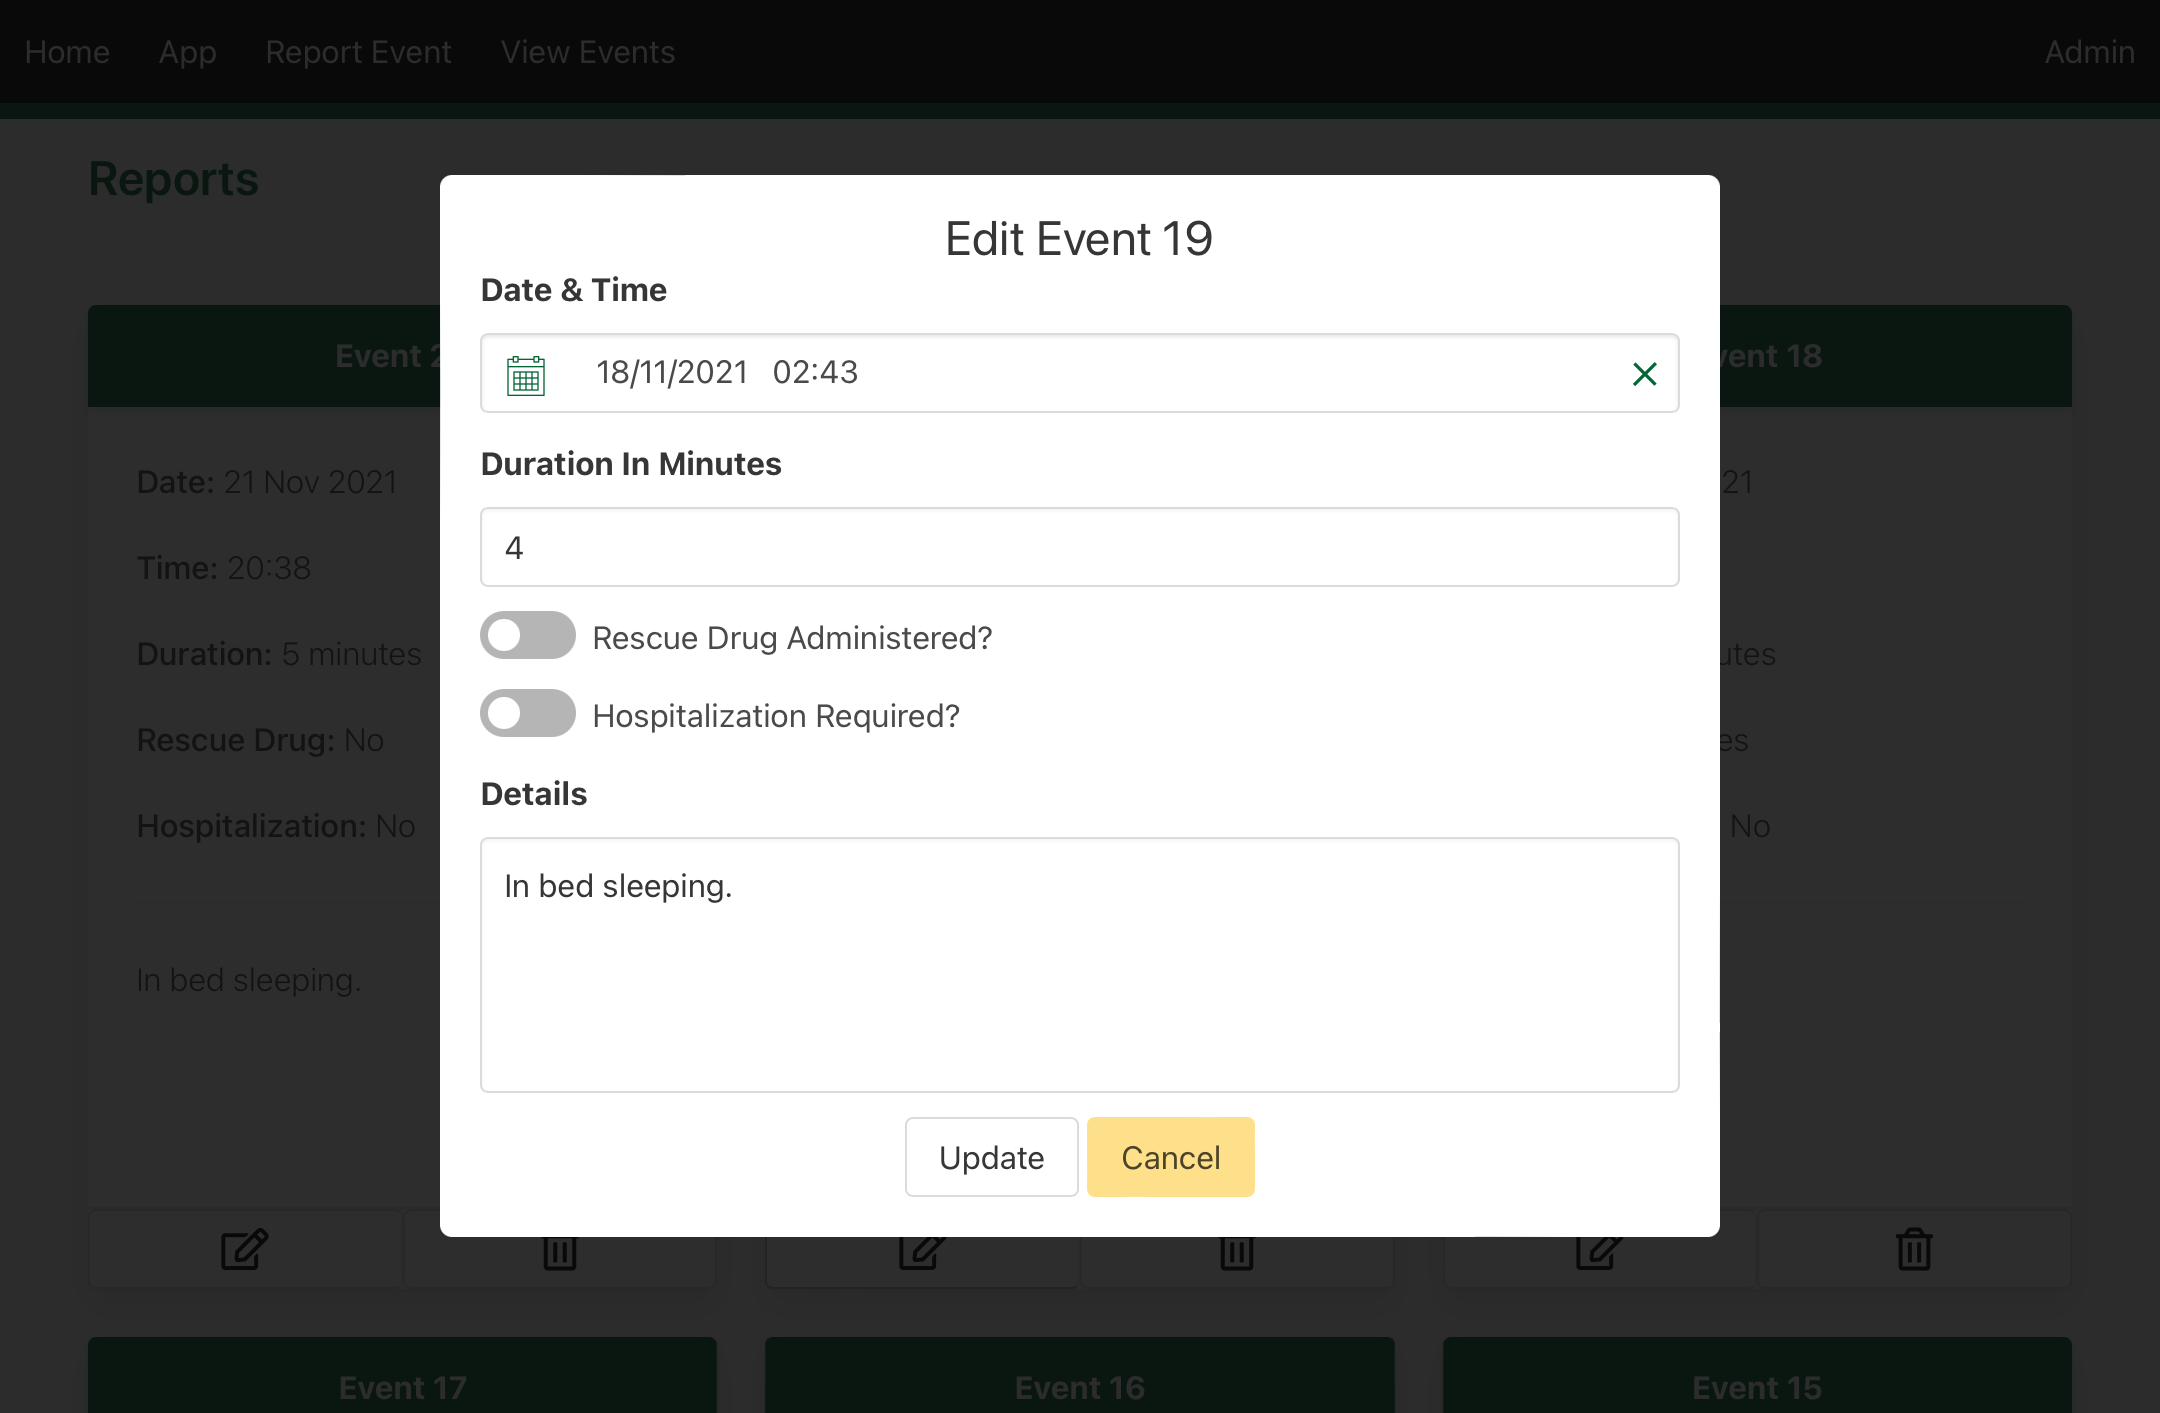 Home App Report Event View Events Admin
Reports
Edit Event 19
Date & Time
18/11/2021 02:43
Duration In Minutes
4
Rescue Drug Administered?
Hospitalization Required?
Details
In bed sleeping.
Update Cancel
Event
Date: 21 Nov 2021
Time: 20:38
Duration: 5 minutes
Rescue Drug: No
Hospitalization: No
In bed sleeping.
vent 18
21
utes
es
No
Event 17
Event 16
Event 15